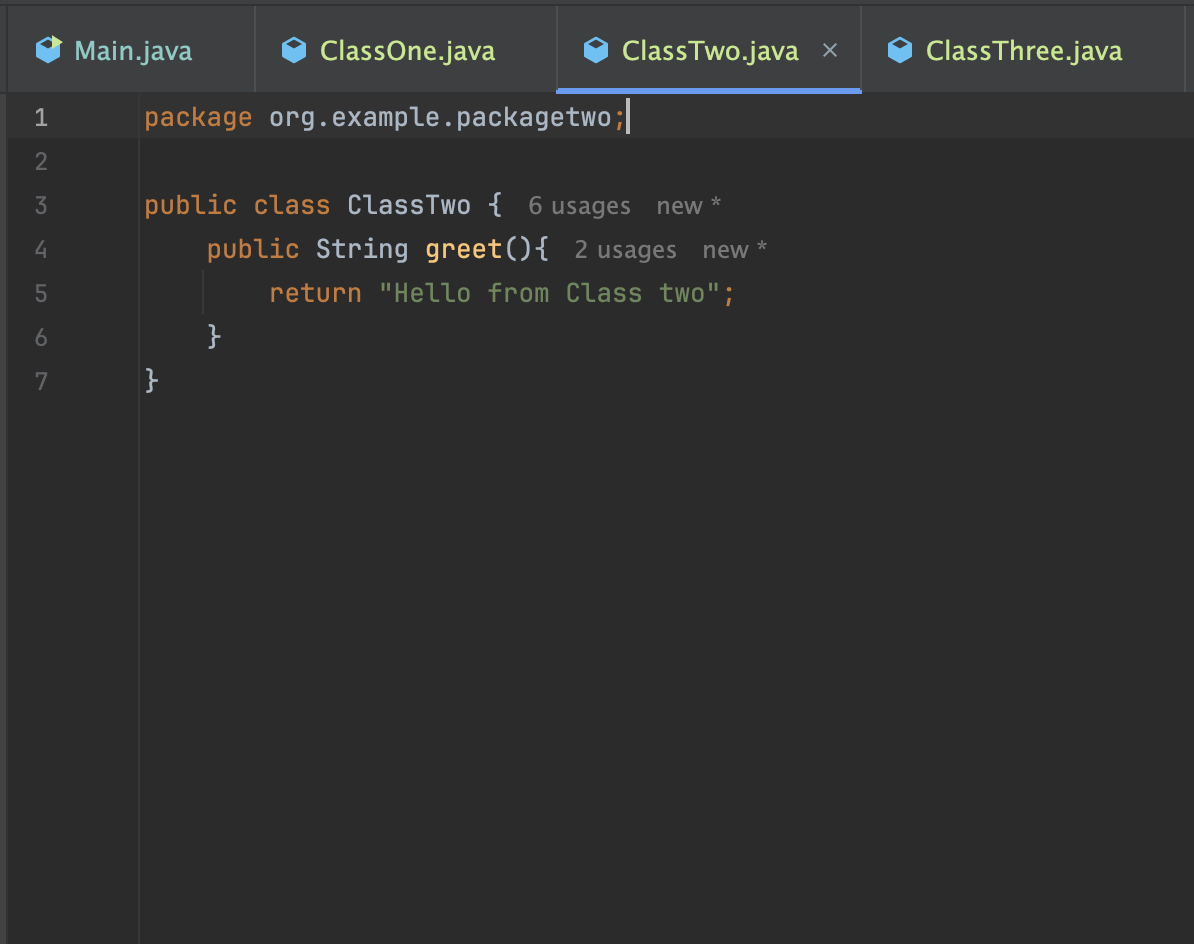 Main.java ClassOne.java ClassTwo.java × ClassThree.java
1 package org.example.packagetwo;
2
3 public class ClassTwo { 6 usages new *
4 public String greet(){ 2 usages new *
5 return "Hello from Class two";
6 }
7 }